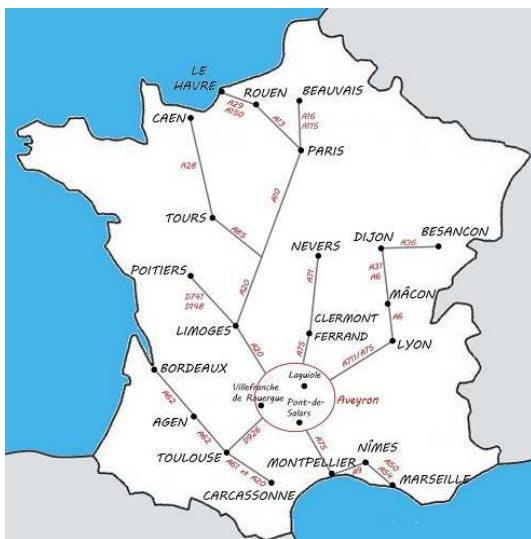 LE
HAVRE
ROUEN
BEAUVAIS
A29
A150
A13
A16
A115
CAEN
PARIS
A28
A10
TOURS
A85
NEVERS
DIJON
BESANCON
A36
POITIERS
A20
A71
A31
A6
D741
D148
MÂCON
LIMOGES
CLERMONT
FERRAND
A6
LYON
A20
A75
A711/A75
BORDEAUX
Laguiole
Villefranche
de Rouergue
Aveyron
Pont-de-
Salars
A62
AGEN
A62
D926
A75
TOULOUSE
NÎMES
MONTPELLIER
A9
A50
A54
MARSEILLE
A61 et A20
CARCASSONNE